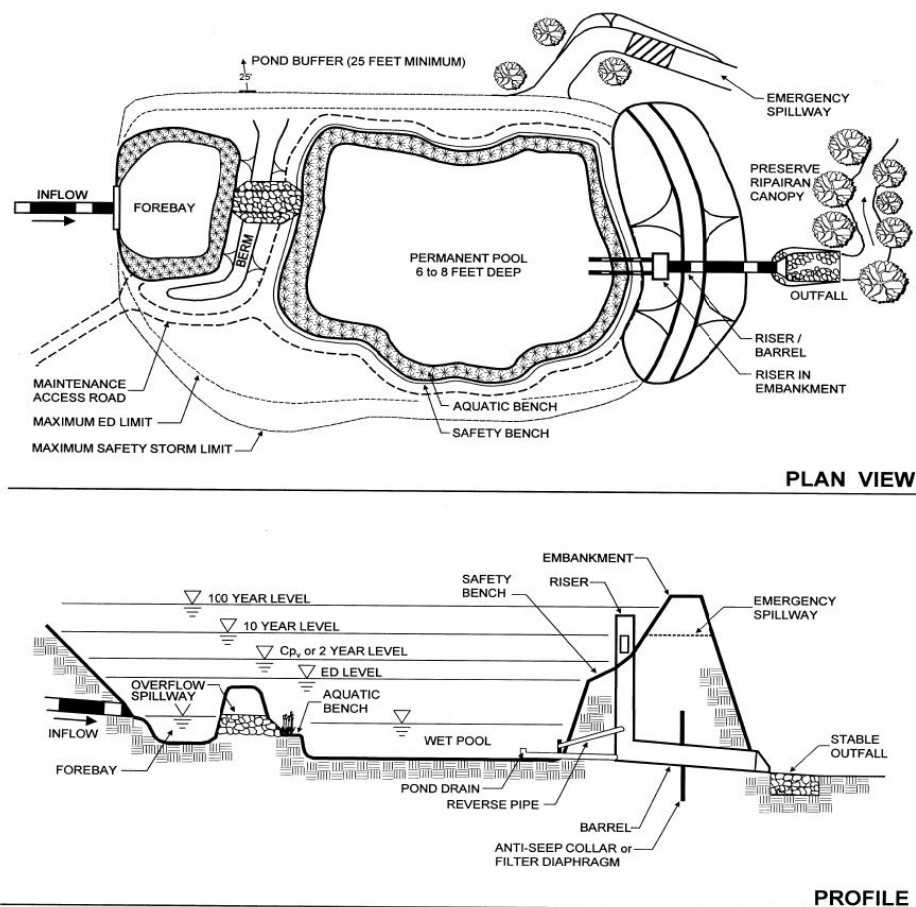 POND BUFFER (25 FEET MINIMUM)
25'
EMERGENCY
SPILLWAY
PRESERVE
RIPAIRAN
CANOPY
INFLOW
FOREBAY
BERM
PERMANENT POOL
6 to 8 FEET DEEP
OUTFALL
RISER /
BARREL
RISER IN
EMBANKMENT
MAINTENANCE
ACCESS ROAD
AQUATIC BENCH
MAXIMUM ED LIMIT
SAFETY BENCH
MAXIMUM SAFETY STORM LIMIT
PLAN VIEW
EMBANKMENT
SAFETY
BENCH
RISER
100 YEAR LEVEL
EMERGENCY
SPILLWAY
10 YEAR LEVEL
Cpv or 2 YEAR LEVEL
ED LEVEL
OVERFLOW
SPILLWAY
AQUATIC
BENCH
INFLOW
WET POOL
STABLE
OUTFALL
FOREBAY
POND DRAIN
REVERSE PIPE
BARREL
ANTI-SEEP COLLAR or
FILTER DIAPHRAGM
PROFILE